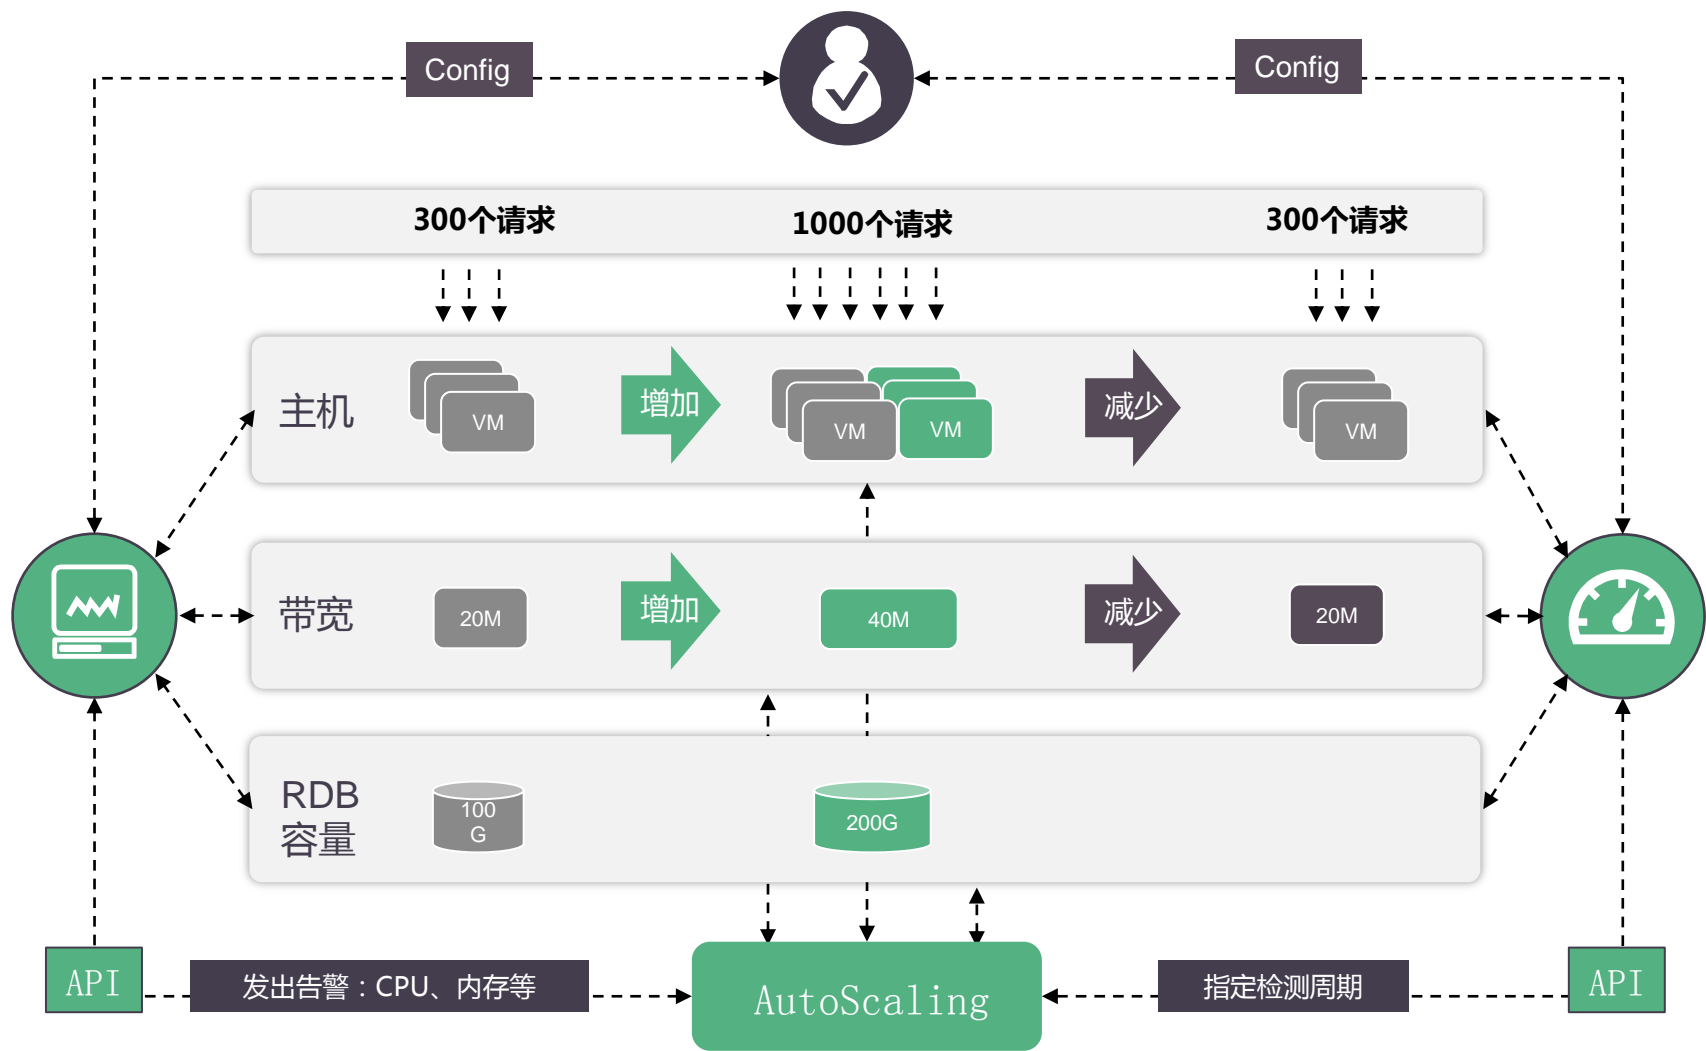 Config
Config
300个请求
1000个请求
300个请求
主机
VM
增加
VM
VM
减少
VM
带宽
20M
增加
40M
减少
20M
RDB
容量
100
G
200G
API
发出告警：CPU、内存等
AutoScaling
指定检测周期
API